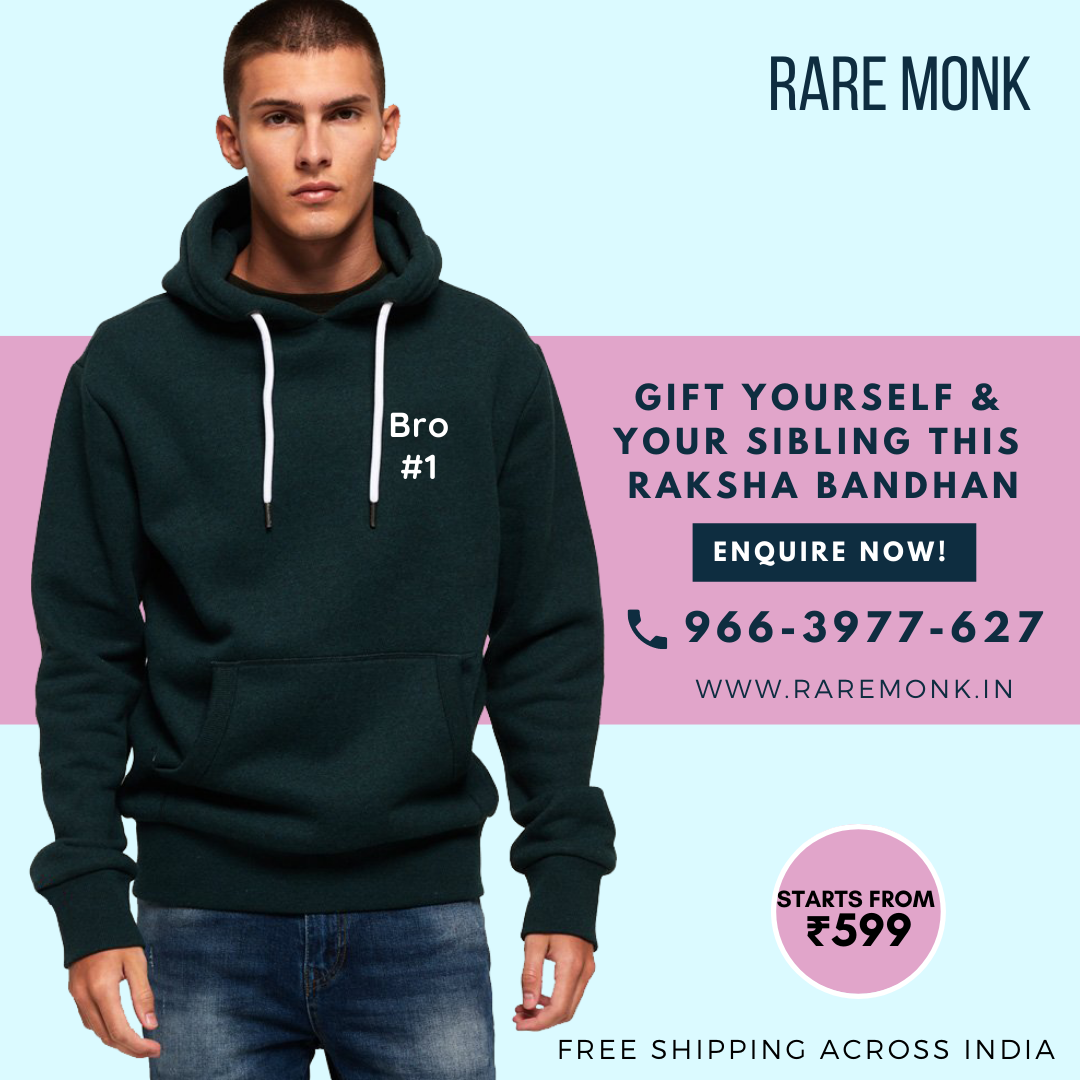 RARE MONK
Bro
#1
GIFT YOURSELF &
YOUR SIBLING THIS
RAKSHA BANDHAN
ENQUIRE NOW!
966-3977-627
WWW.RAREMONK.IN
STARTS FROM
₹599
FREE SHIPPING ACROSS INDIA